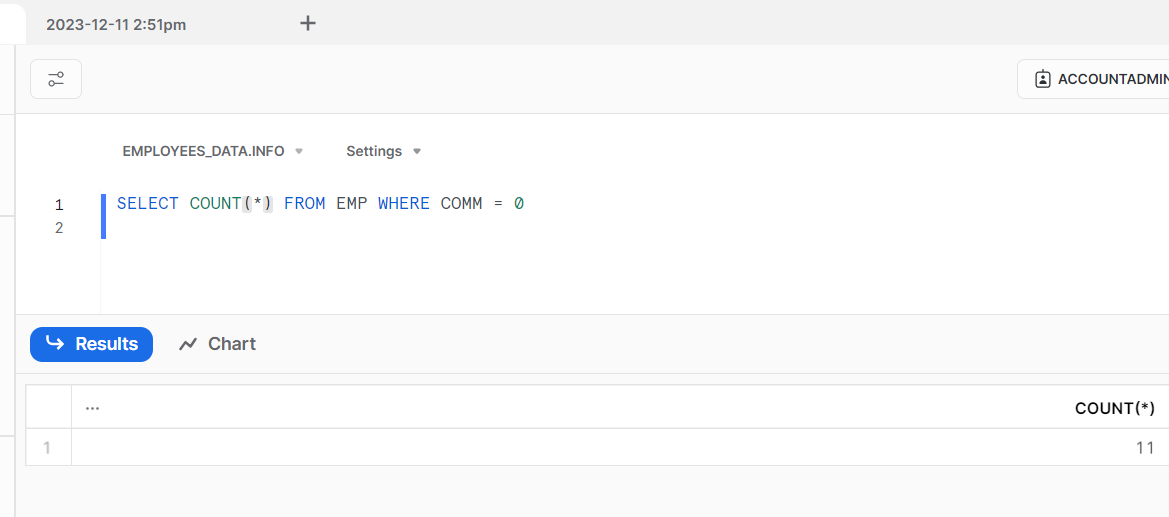 2023-12-11 2:51pm +
ACCOUNTADMIN
EMPLOYEES_DATA.INFO Settings
1 SELECT COUNT(*) FROM EMP WHERE COMM = 0
2
Results Chart
... COUNT(*)
1 11